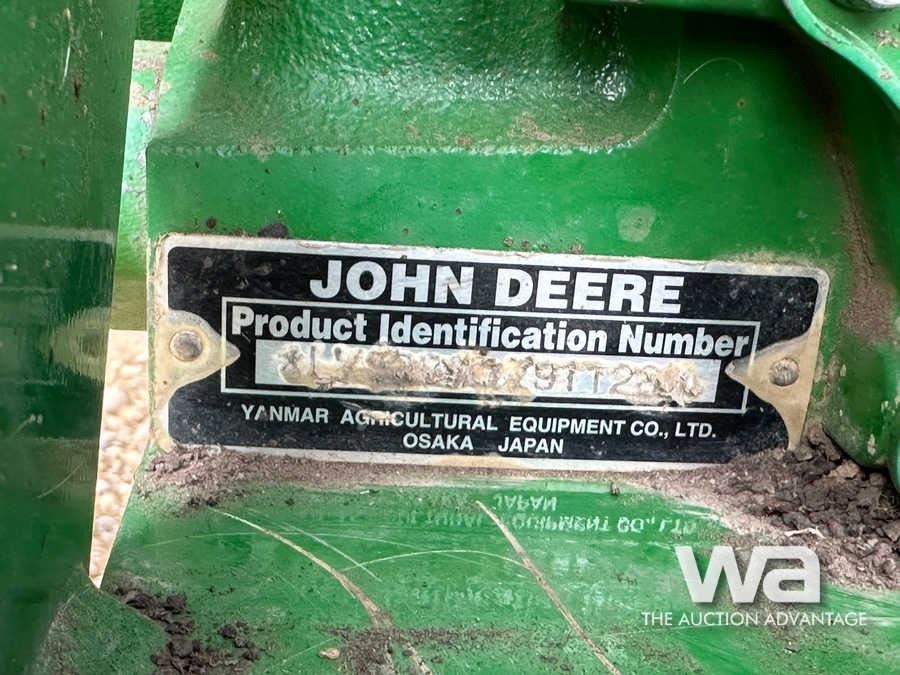 JOHN DEERE
Product Identification Number
YANMAR AGRICULTURAL EQUIPMENT CO., LTD.
OSAKA JAPAN
wa
THE AUCTION ADVANTAGE